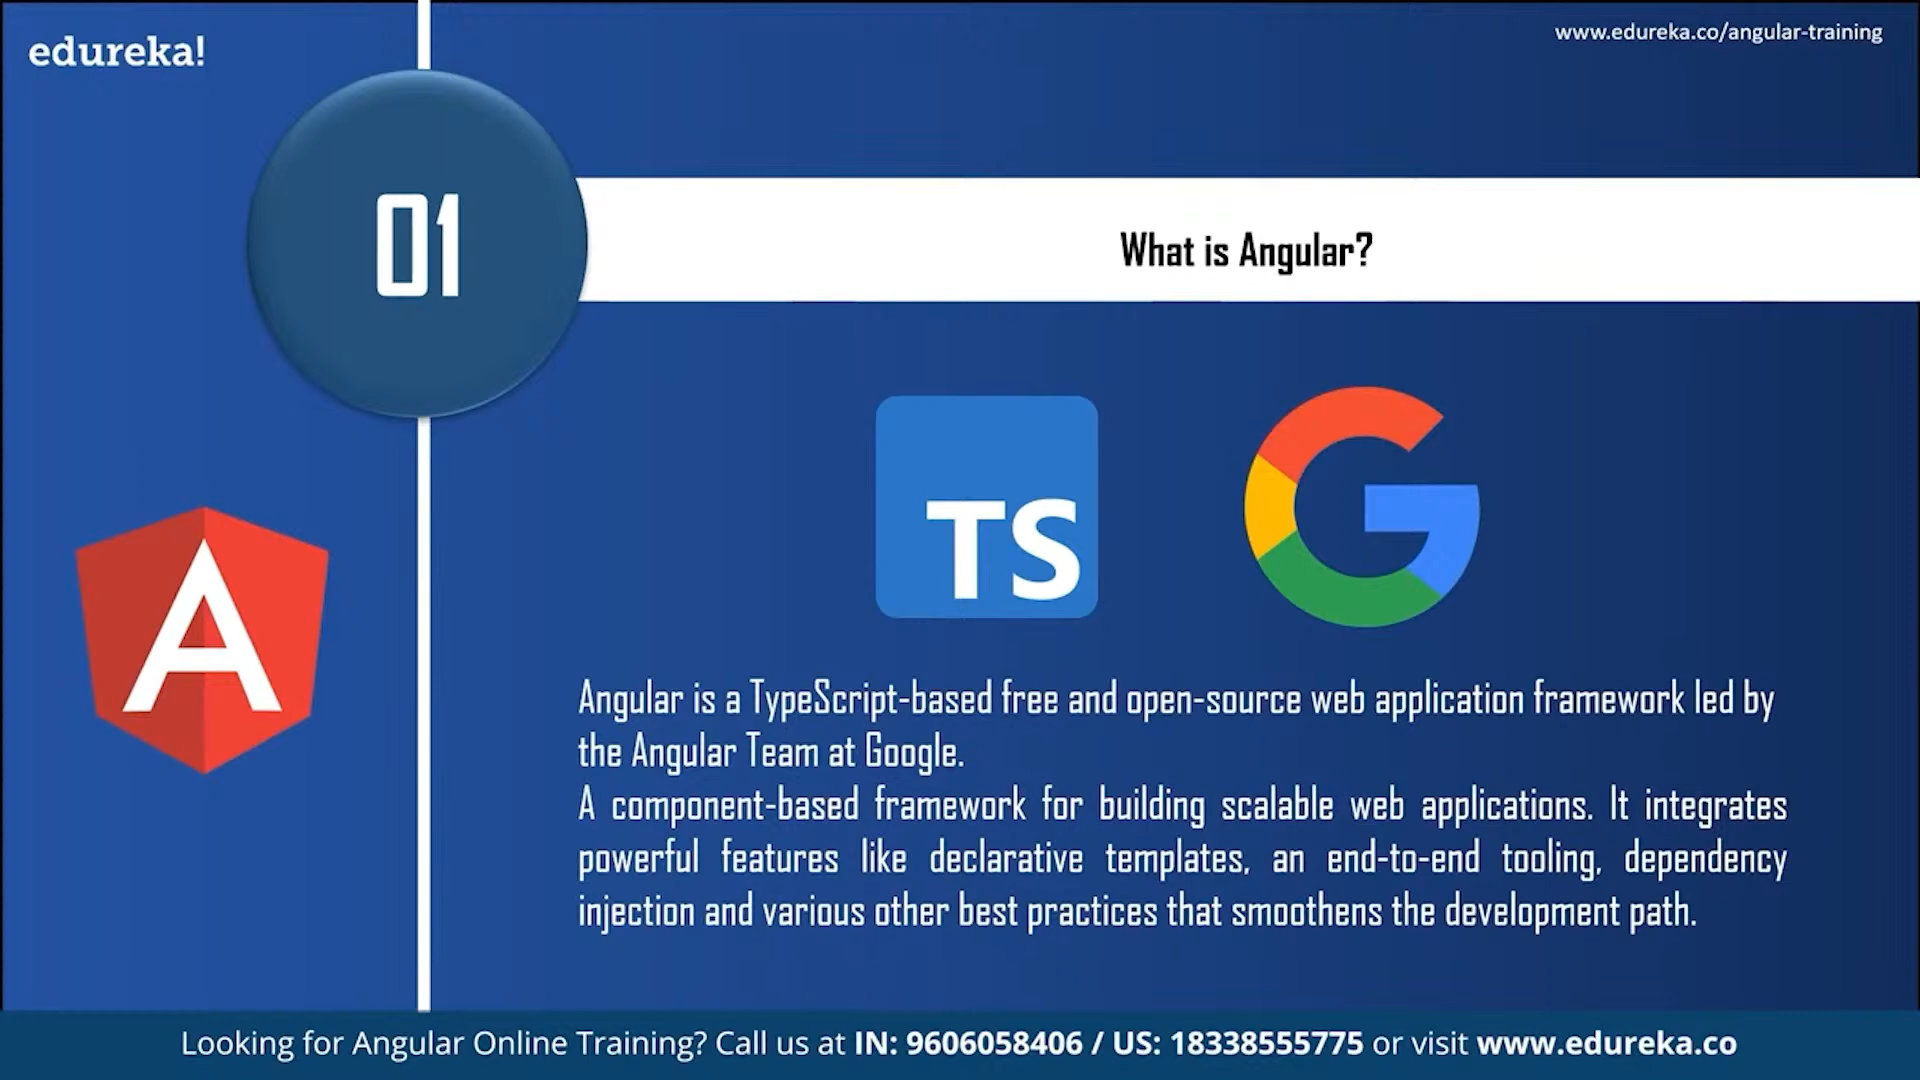 edureka!
www.edureka.co/angular-training
01
What is Angular?
TS
A
Angular is a TypeScript-based free and open-source web application framework led by
the Angular Team at Google.
A component-based framework for building scalable web applications. It integrates
powerful features like declarative templates, an end-to-end tooling, dependency
injection and various other best practices that smoothens the development path.
Looking for Angular Online Training? Call us at IN: 9606058406 / US: 18338555775 or visit www.edureka.co